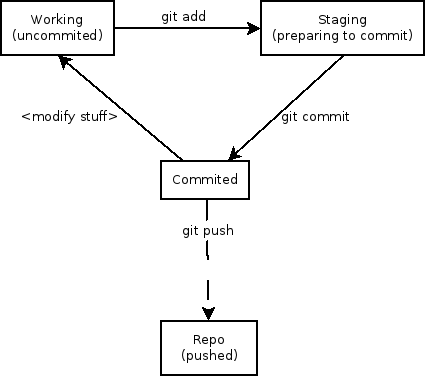 Working
(uncommited)
git add
Staging
(preparing to commit)
<modify stuff>
git commit
Commited
git push
Repo
(pushed)